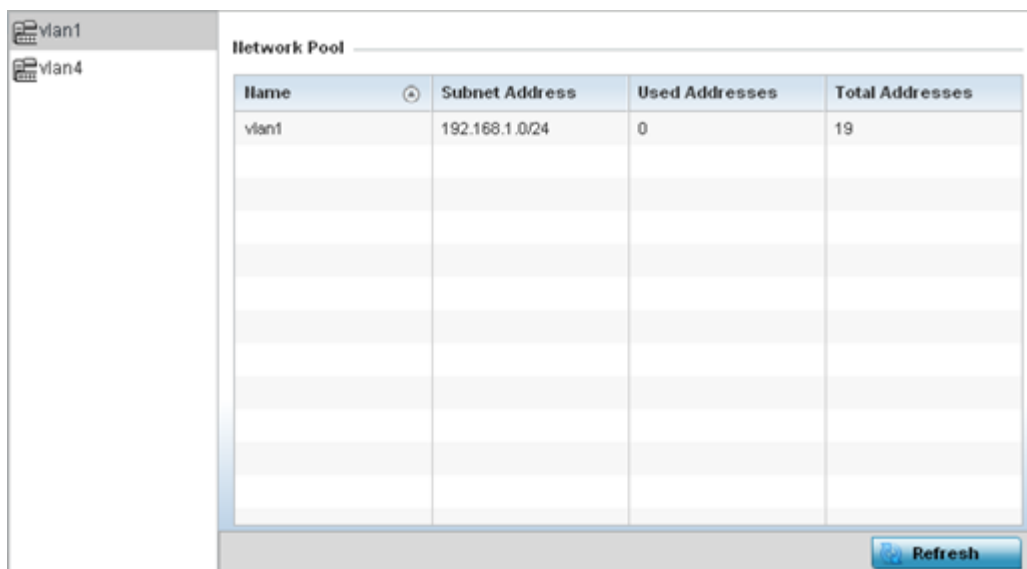 vlan1
vlan4
Network Pool
Name Subnet Address Used Addresses Total Addresses
vlan1 192.168.1.0/24 0 19
Refresh